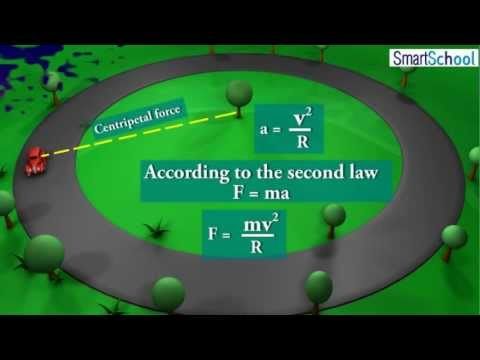 SmartSchool
Centripetal force
a = v²/R
According to the second law
F = ma
F = mv²/R